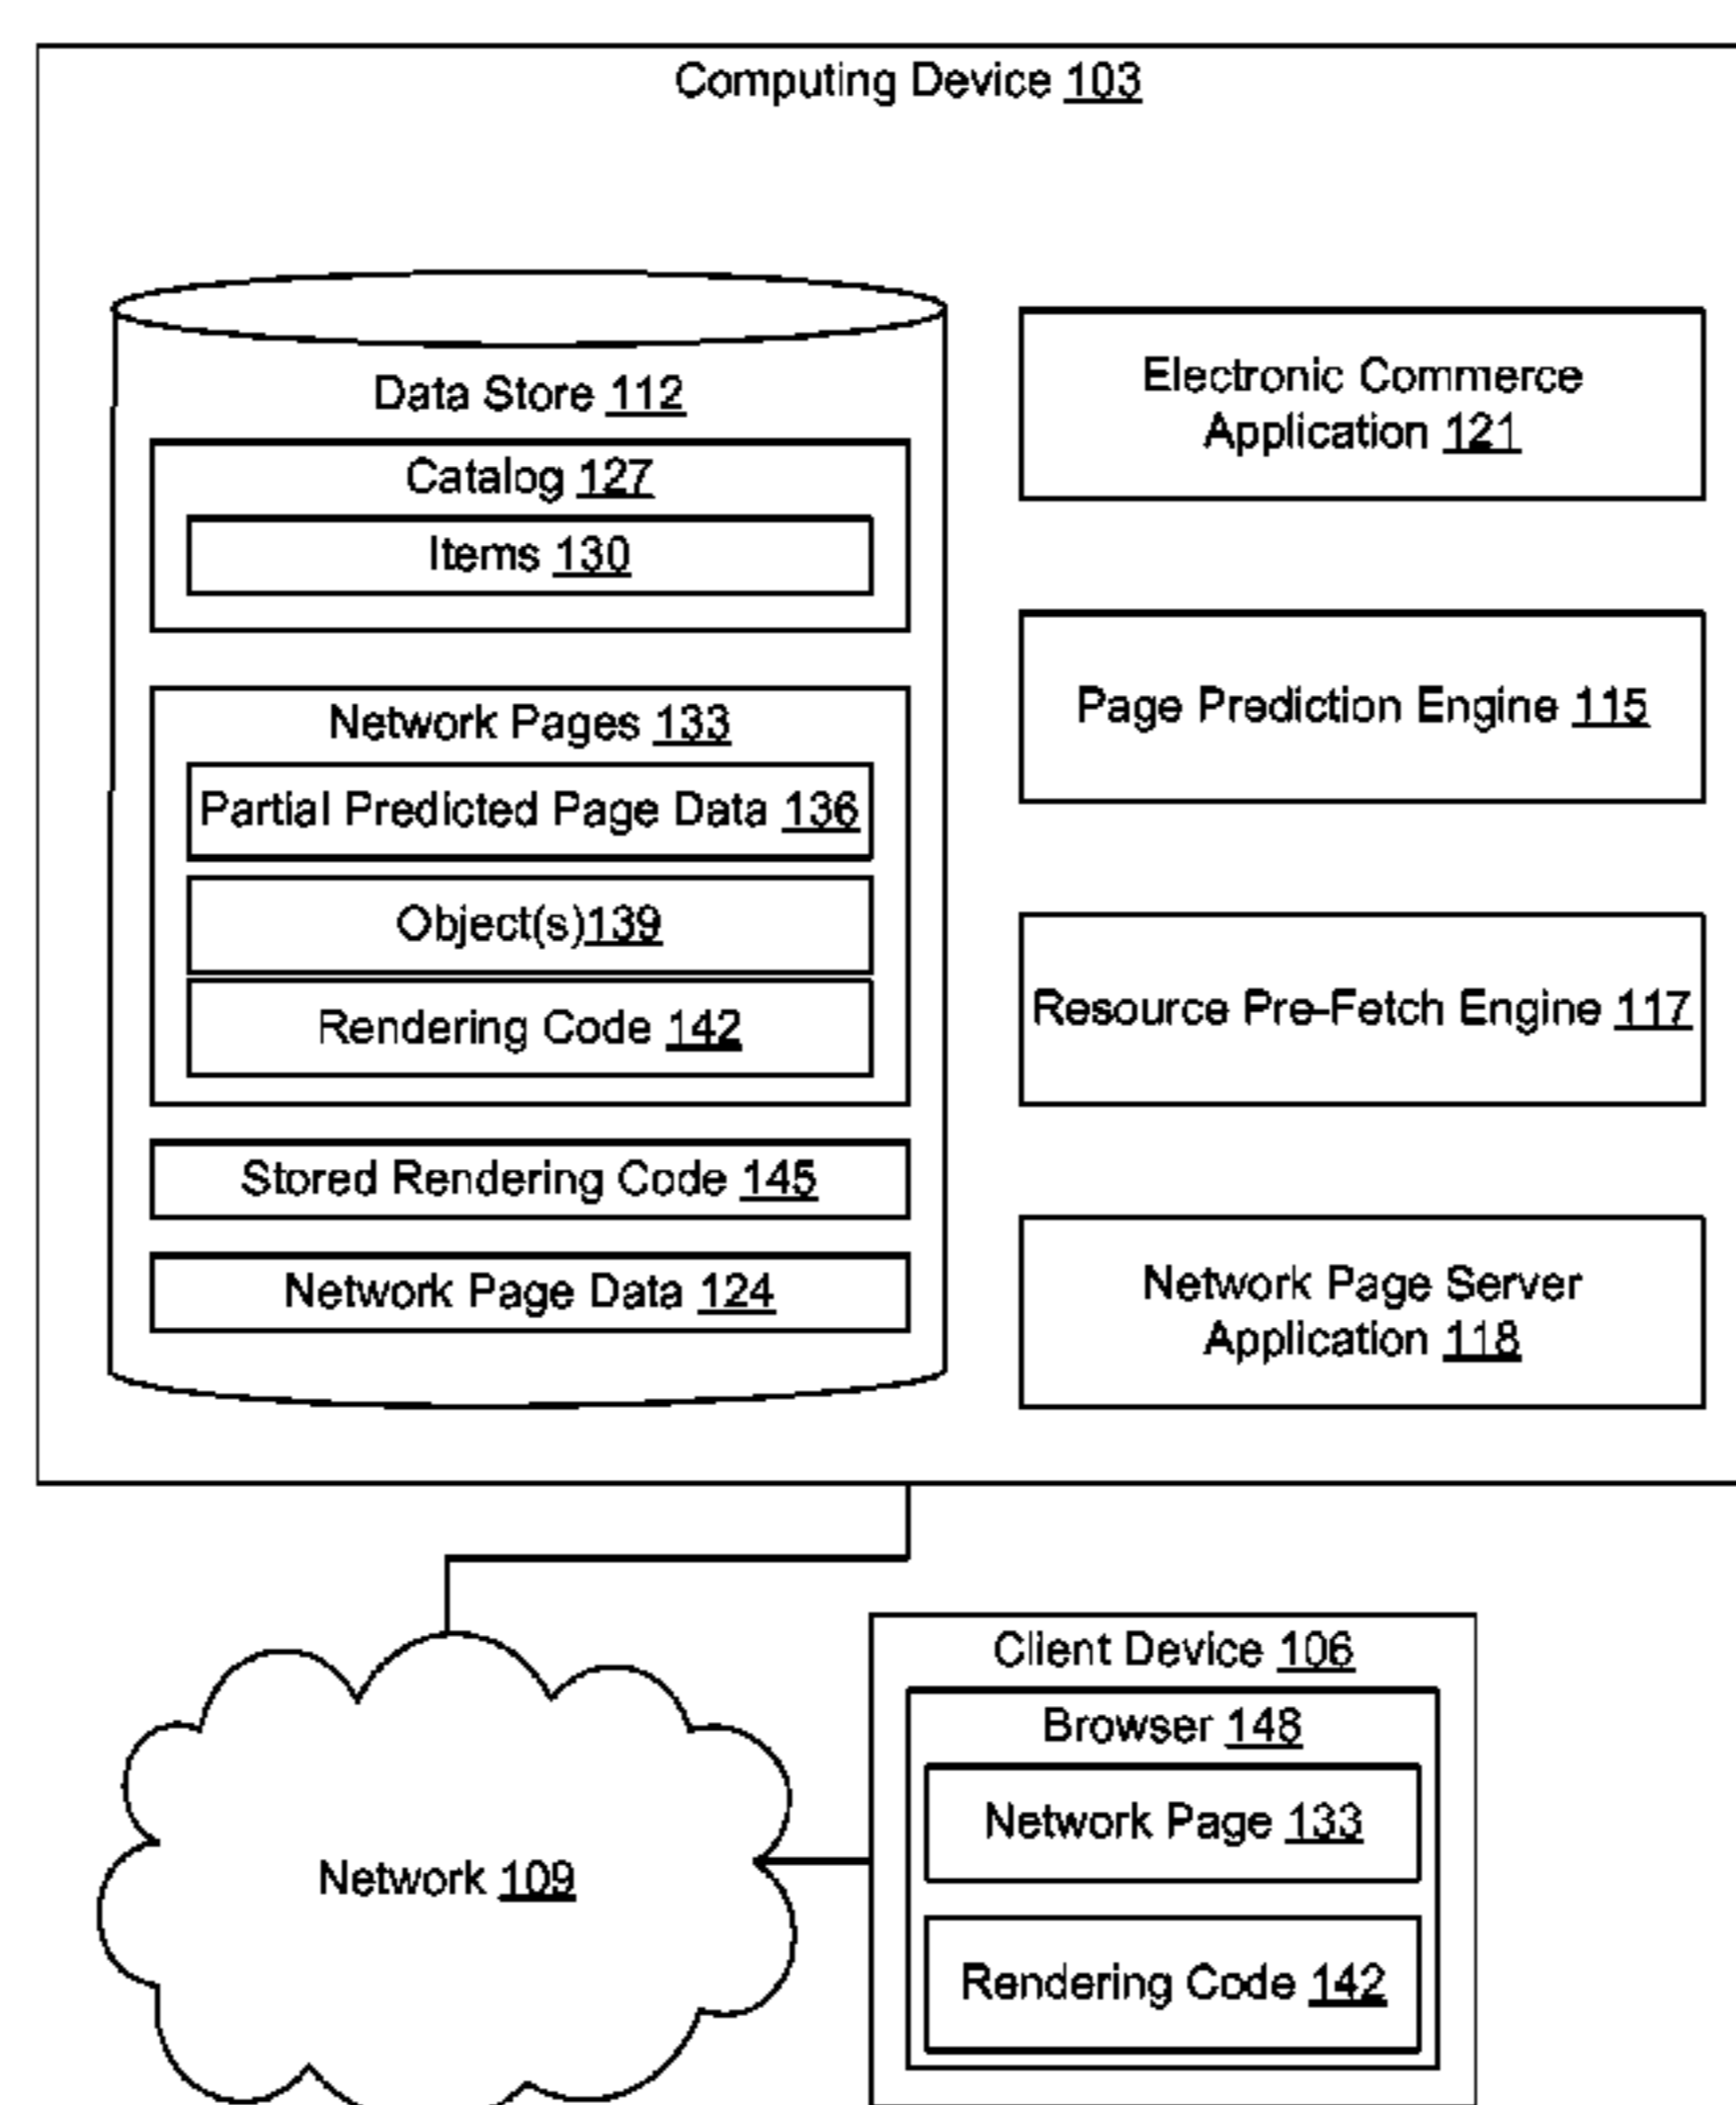 Computing Device 103
Data Store 112
Catalog 127
Items 130
Network Pages 133
Partial Predicted Page Data 136
Object(s)139
Rendering Code 142
Stored Rendering Code 145
Network Page Data 124
Electronic Commerce
Application 121
Page Prediction Engine 115
Resource Pre-Fetch Engine 117
Network Page Server
Application 118
Network 109
Client Device 106
Browser 148
Network Page 133
Rendering Code 142